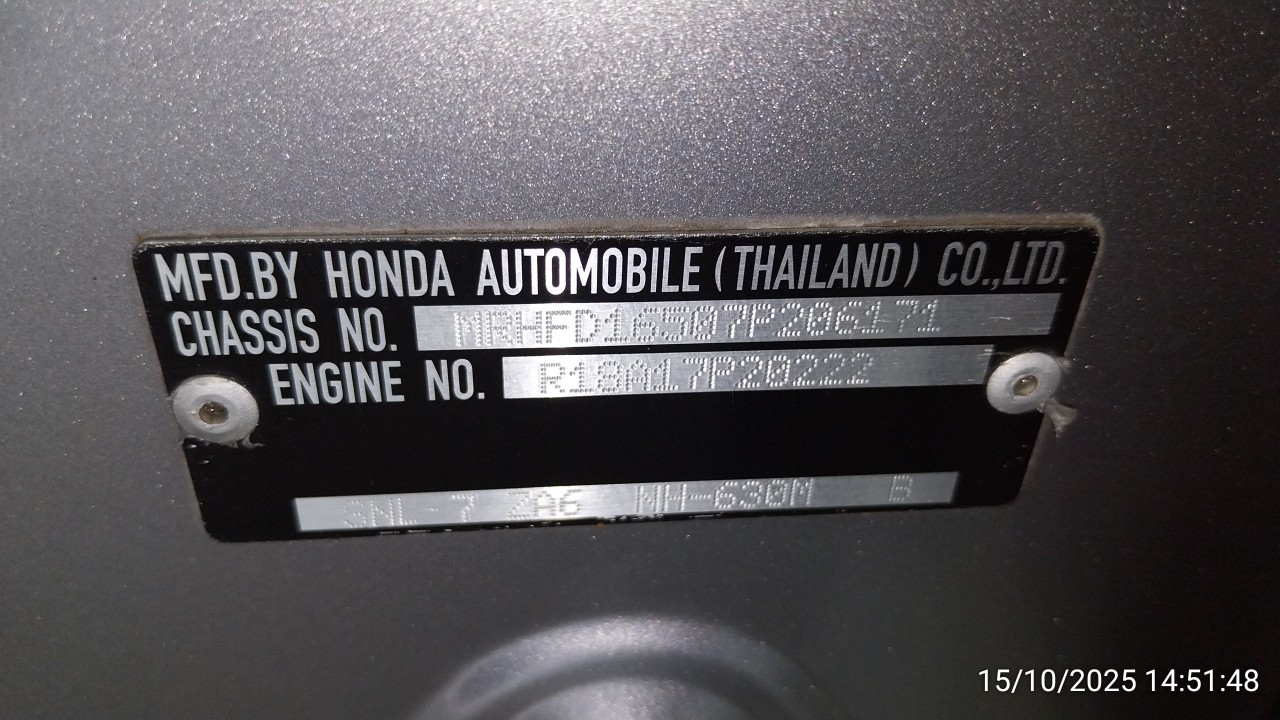 MFD.BY HONDA AUTOMOBILE (THAILAND) CO.,LTD.
CHASSIS NO. MRHFD16507P206171
ENGINE NO. R18A17P20222
SNL-7 ZA6 NH-630M B
15/10/2025 14:51:48